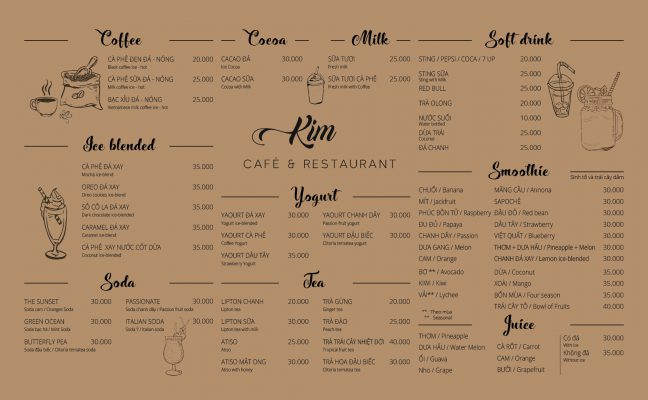 Coffee
CÀ PHÊ ĐEN ĐÁ - NÓNG 20.000
Black coffee ice - hot
CÀ PHÊ SỮA ĐÁ - NÓNG 25.000
Milk coffee ice - hot
BẠC XỈU ĐÁ - NÓNG 25.000
Vietnamese milk coffee ice - hot
Cocoa
CACAO ĐÁ 30.000
Ice Cocoa
CACAO SỮA 30.000
Cocoa with Milk
Milk
SỮA TƯƠI 25.000
Fresh milk
SỮA TƯƠI CÀ PHÊ 25.000
Fresh milk with Coffee
Soft drink
STING / PEPSI / COCA / 7 UP 20.000
STING SỮA 25.000
Sting with Milk
RED BULL 25.000
TRÀ OLONG 20.000
NƯỚC SUỐI 20.000
Water bottled
DỪA TRÁI 25.000
Coconut
ĐÁ CHANH 25.000
Kim
CAFÉ & RESTAURANT
Ice blended
CÀ PHÊ ĐÁ XAY 35.000
Mocha ice-blend
OREO ĐÁ XAY 35.000
Oreo cookies ice-blend
SÔ CÔ LA ĐÁ XAY 35.000
Dark chocolate ice-blended
CARAMEL ĐÁ XAY 35.000
Caramel ice-blend
CÀ PHÊ XAY NƯỚC CỐT DỪA 35.000
Coconut ice-blended
Yogurt
YAOURT ĐÁ XAY 30.000
Yogurt ice-blended
YAOURT CÀ PHÊ 30.000
Coffee Yogurt
YAOURT DÂU TÂY 35.000
Strawberry Yogurt
YAOURT CHANH DÂY 30.000
Passion fruit yogurt
YAOURT ĐẬU BIẾC 30.000
Clitoria ternatea yogurt
Smoothie
Sinh tố và trái cây dầm
CHUỐI / Banana
MÍT / Jacidruit
PHÚC BỒN TỬ / Raspberry
ĐU ĐỦ / Papaya
CHANH DÂY / Passion
DƯA GANG / Melon
CAM / Orange
BƠ ** / Avocado
KIWI / Kiwi
VẢI ** / Lychee
**. Theo mùa
**. Seasonal
MÃNG CẦU / Annona 30.000
SAPOCHÊ 30.000
ĐẬU ĐỎ / Red bean 30.000
DÂU TÂY / Strawberry 30.000
VIỆT QUẤT / Blueberry 30.000
THƠM + DƯA HẤU / Pineapple + Melon 30.000
CHANH ĐÁ XAY / Lemon ice-blended 30.000
DỪA / Coconut 35.000
XOÀI / Mango 35.000
BỐN MÙA / Four season 35.000
TRÁI CÂY TÔ / Bowl of Fruits 40.000
Soda
THE SUNSET 30.000
Soda cam / Oranges Soda
GREEN OCEAN 30.000
Soda bạc hà / Mint Soda
BUTTERFLY PEA 30.000
Soda đậu biếc / Clitoria ternatea Soda
PASSIONATE 30.000
Soda chanh dây / Passion fruit soda
ITALIAN SODA 30.000
Soda Ý / Italian soda
Tea
LIPTON CHANH 20.000
Lipton tea
LIPTON SỮA 30.000
Lipton tea with milk
ATISO 25.000
Atiso
ATISO MẬT ONG 30.000
Atiso with honey
TRÀ GỪNG 20.000
Ginger tea
TRÀ ĐÀO 25.000
Peach tea
TRÀ TRÁI CÂY NHIỆT ĐỚI 40.000
Tropical fruit tea
TRÀ HOA ĐẬU BIẾC 30.000
Clitoria ternatea tea
Juice
THƠM / Pineapple
DƯA HẤU / Water Melon
ỔI / Guava
Nho / Grape
CÀ RỐT / Carrot
CAM / Orange
BƯỞI / Grapefruit
Có đá 30.000
With ice
Không đá 35.000
Without ice